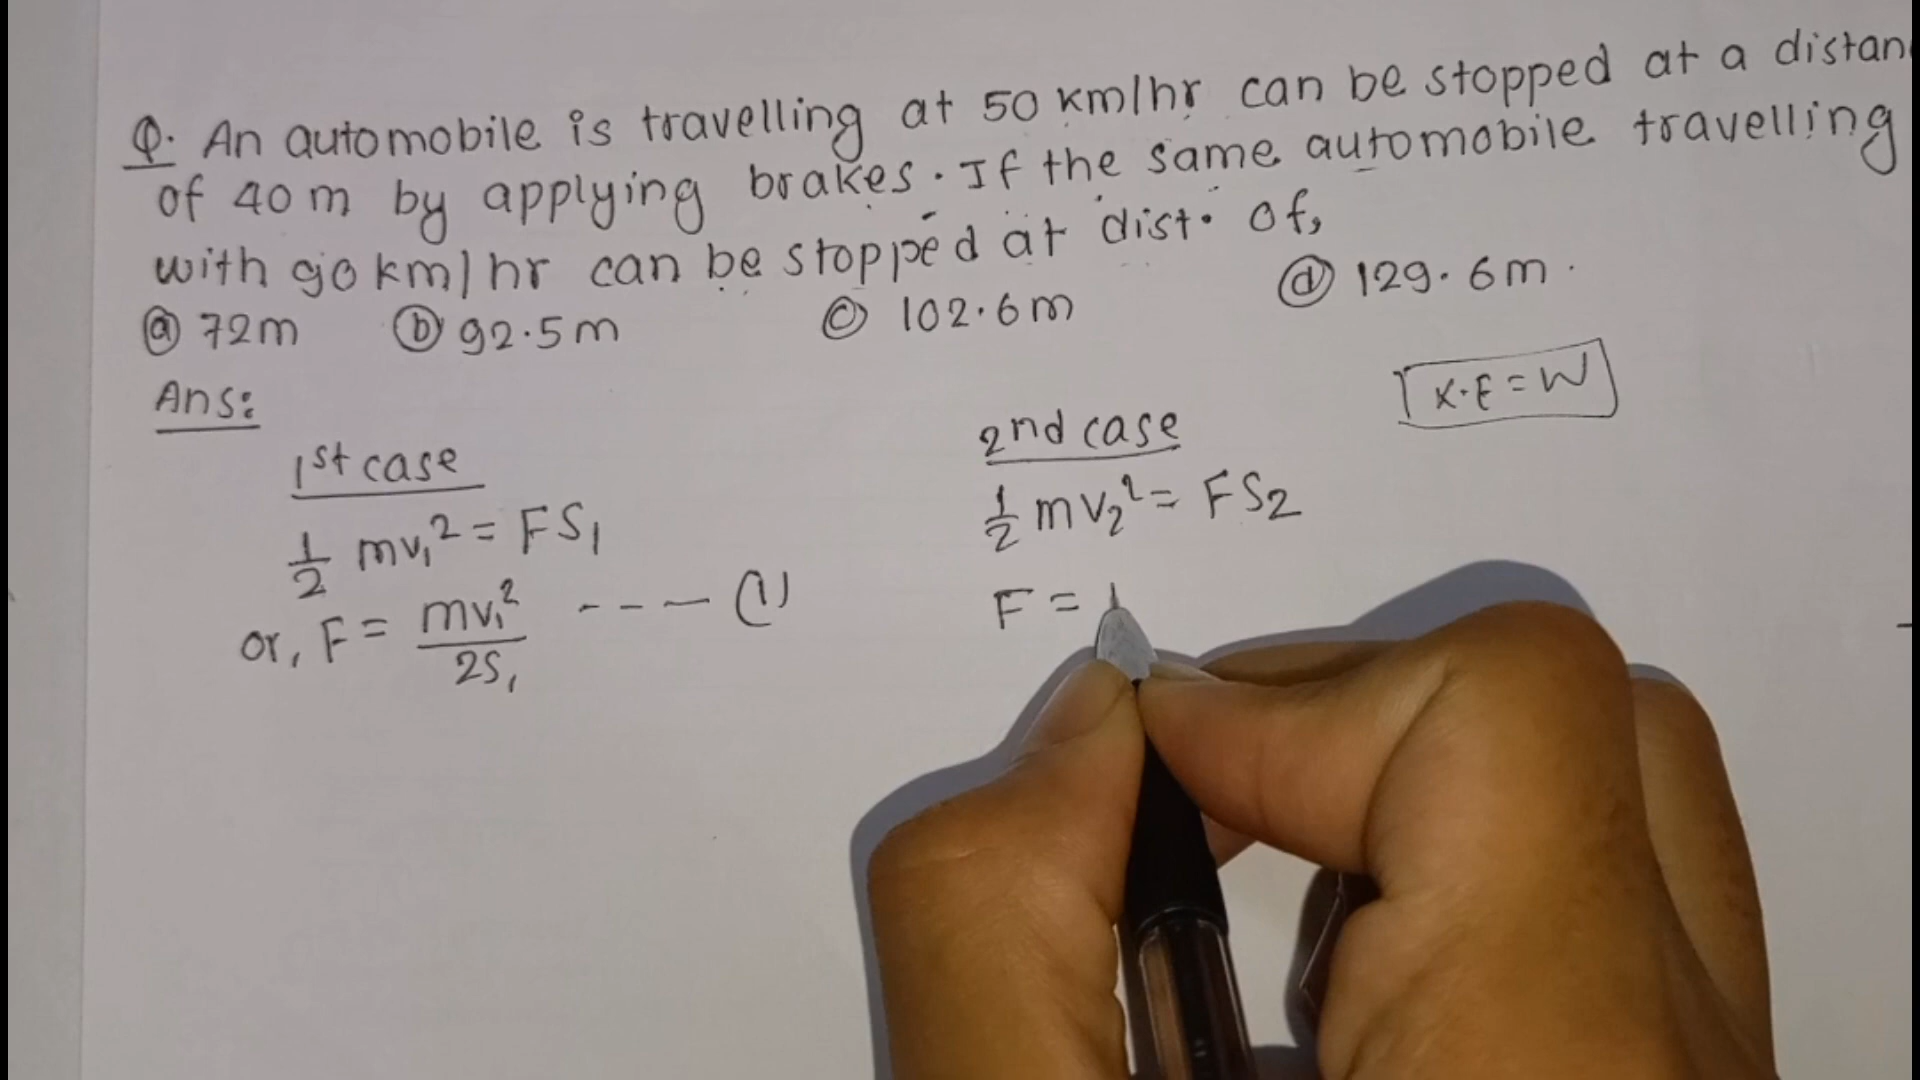 Q. An automobile is travelling at 50 km/hr can be stopped at a distan
of 40 m by applying brakes. If the same automobile travelling
with 90 km/hr can be stopped at dist. of,
(a) 72m (b) 92.5m (c) 102.6m (d) 129.6m.
Ans:
K.E = W
1st case
1/2 mv₁² = FS₁
or, F = mv₁²/2S₁ ---- (1)
2nd case
1/2 mv₂² = FS₂
F =